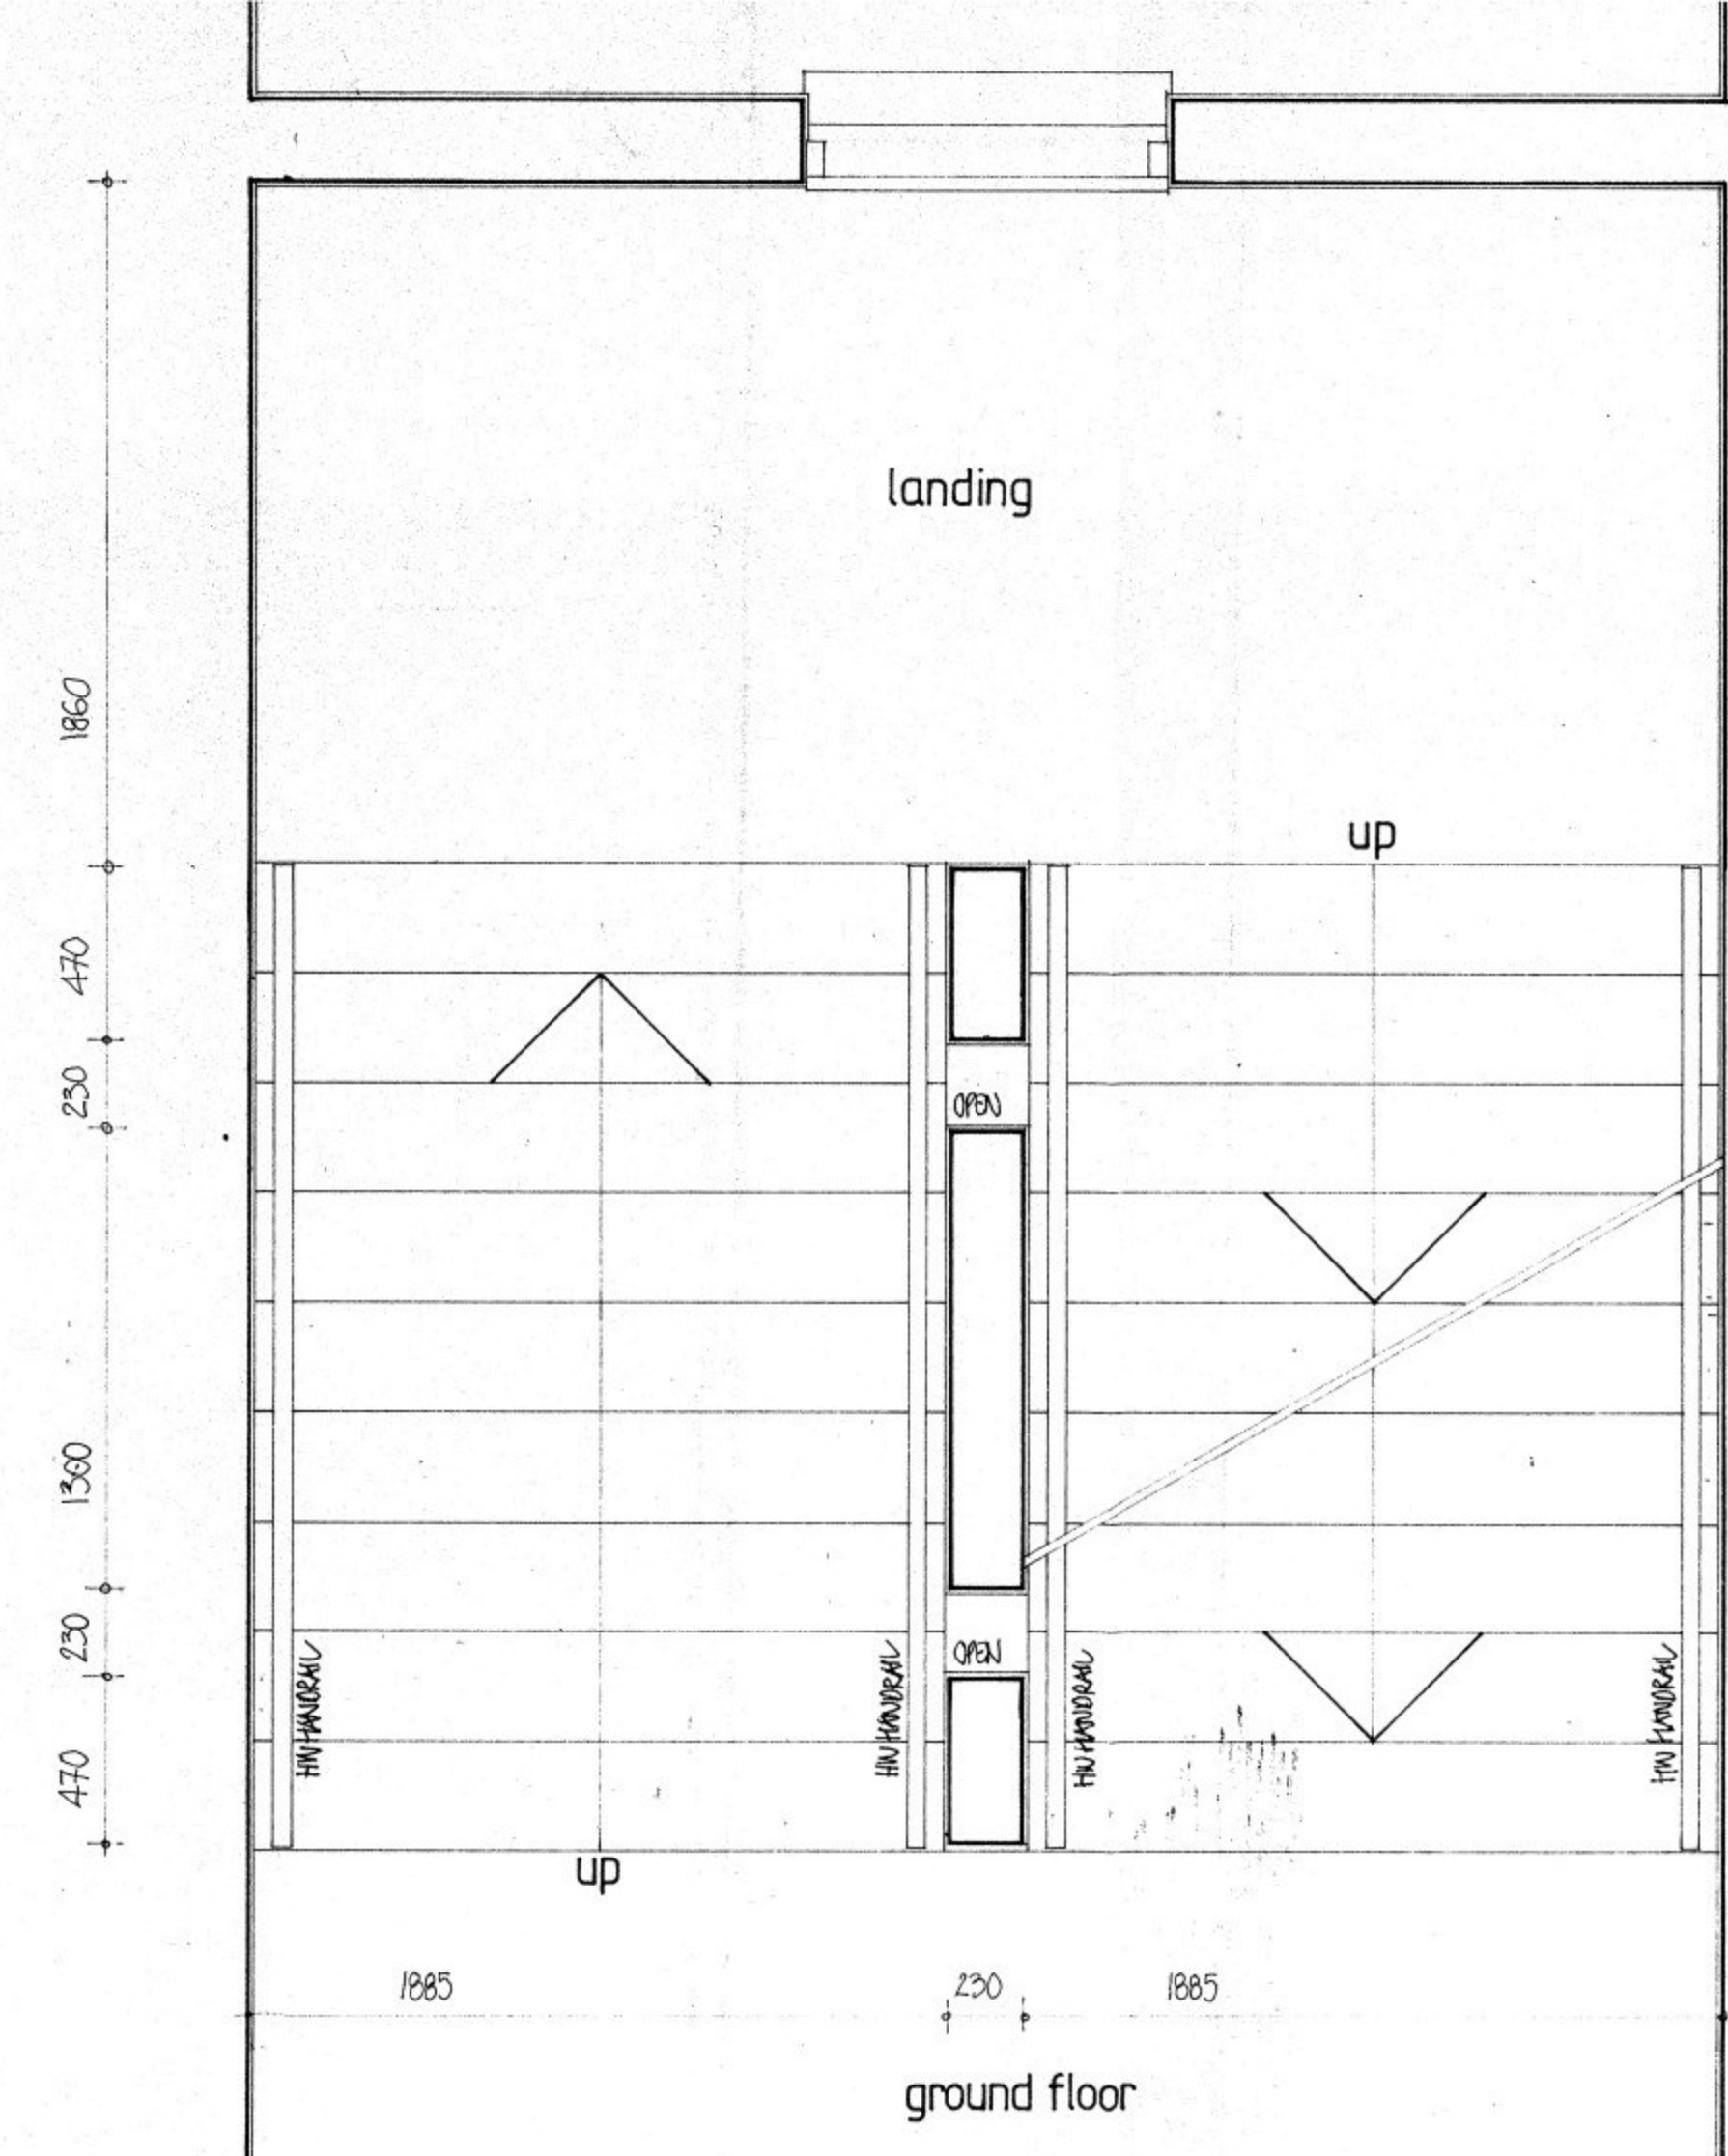 landing
1860
up
470
230
OPEN
1300
230
OPEN
HW HANDRAIL
HW HANDRAIL
HW HANDRAIL
HW HANDRAIL
470
up
1885
230
1885
ground floor